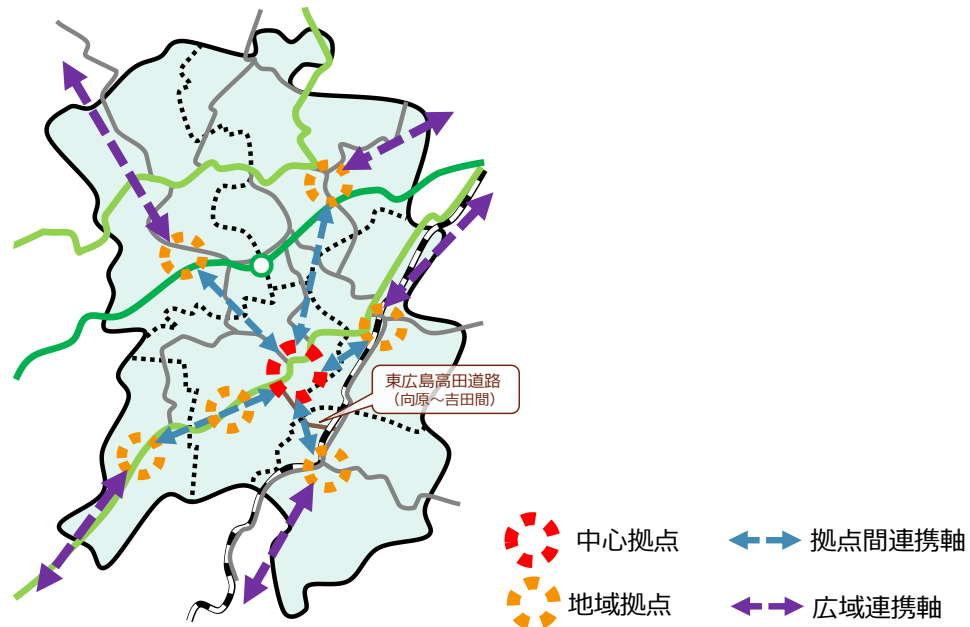 東広島高田道路
（向原～吉田間）
中心拠点
拠点間連携軸
地域拠点
広域連携軸